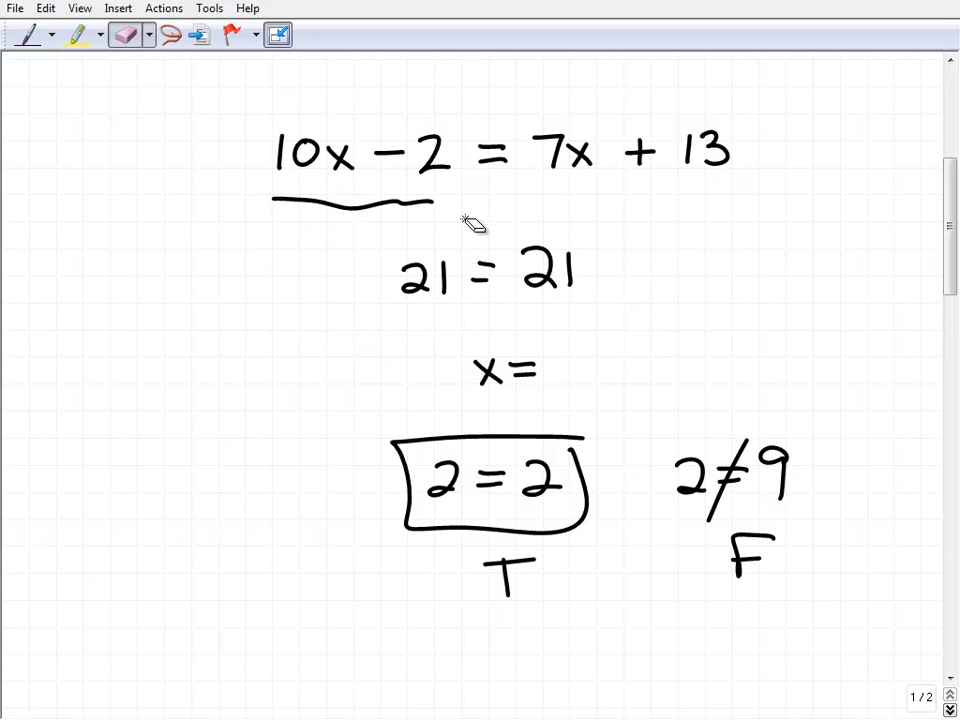 File Edit View Insert Actions Tools Help
10x - 2 = 7x + 13
21 = 21
x =
2 = 2 2 ≠ 9
T F
1 / 2